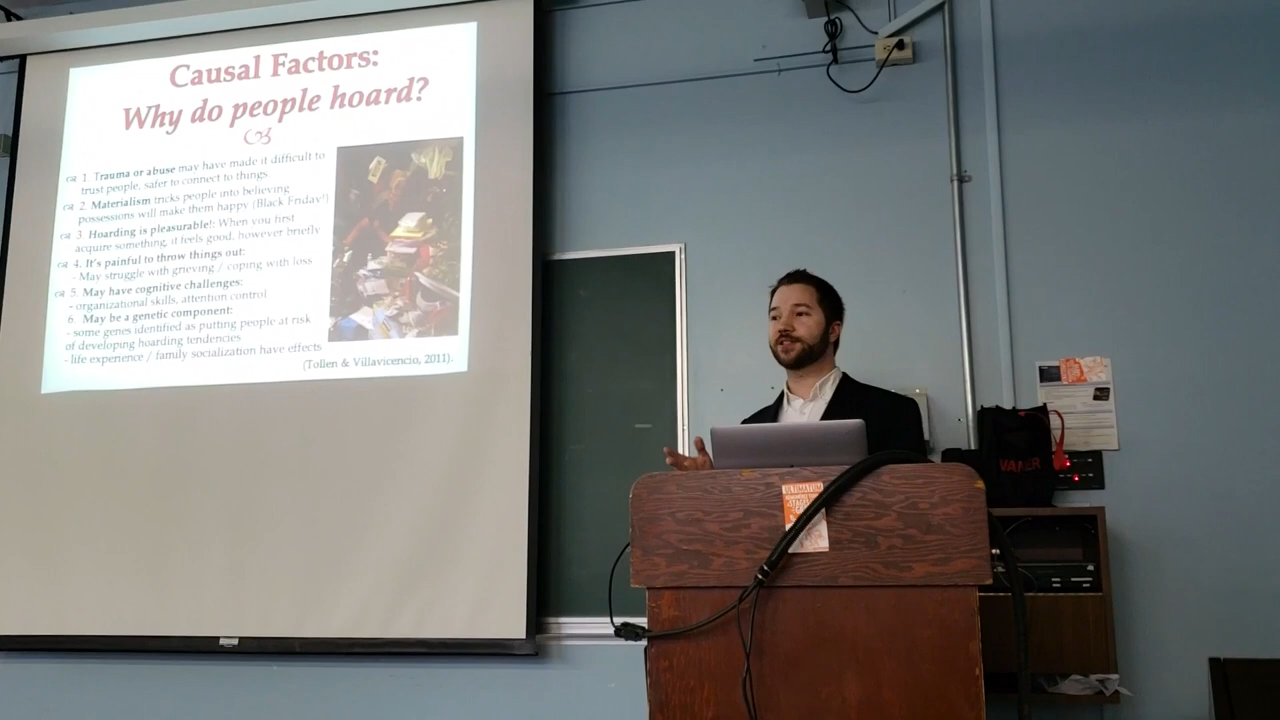 Causal Factors:
Why do people hoard?
1. Trauma or abuse may have made it difficult to
trust people, safer to connect to things
2. Materialism tricks people into believing
possessions will make them happy (Black Friday!)
3. Hoarding is pleasurable!: When you first
acquire something, it feels good, however briefly
4. It's painful to throw things out:
- May struggle with grieving / coping with loss
5. May have cognitive challenges:
- organizational skills, attention control
6. May be a genetic component:
- some genes identified as putting people at risk
of developing hoarding tendencies
- life experience / family socialization have effects
(Tollen & Villavicencio, 2011).
ULTIMATUM